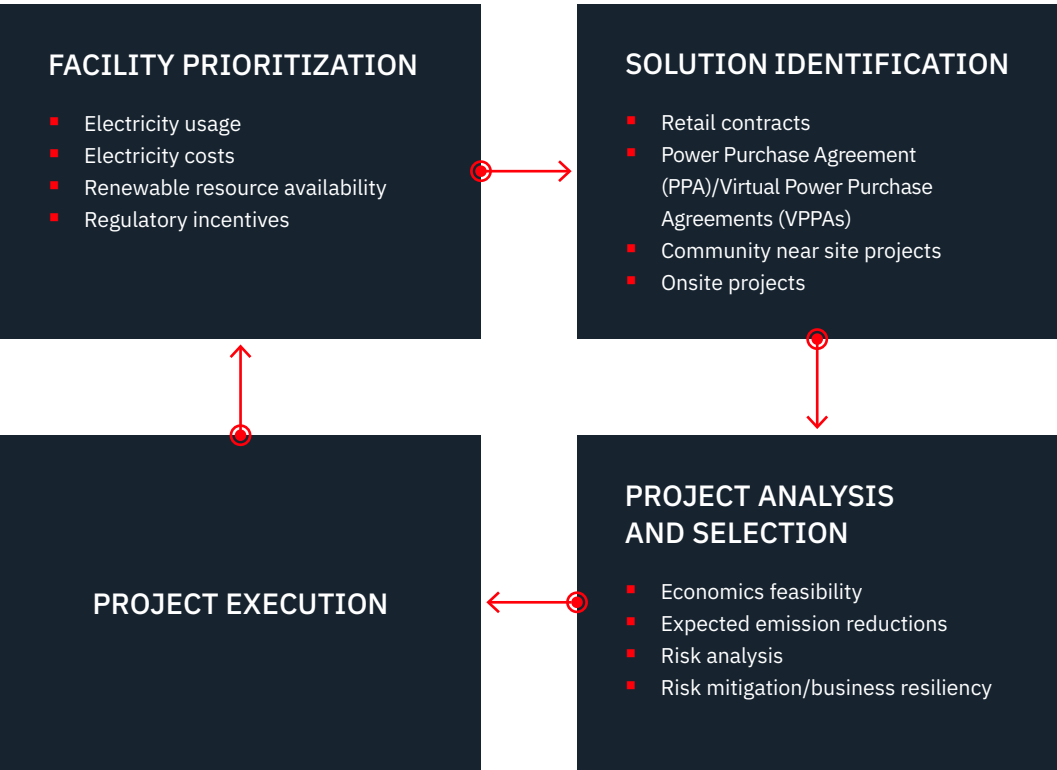 FACILITY PRIORITIZATION
Electricity usage
Electricity costs
Renewable resource availability
Regulatory incentives
SOLUTION IDENTIFICATION
Retail contracts
Power Purchase Agreement
(PPA)/Virtual Power Purchase
Agreements (VPPAs)
Community near site projects
Onsite projects
PROJECT ANALYSIS
AND SELECTION
Economics feasibility
Expected emission reductions
Risk analysis
Risk mitigation/business resiliency
PROJECT EXECUTION